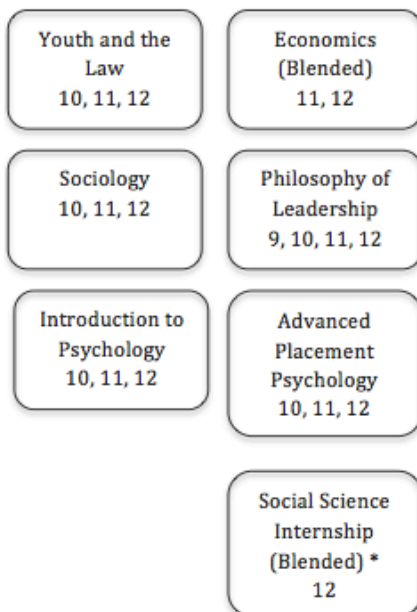 Youth and the
Law
10, 11, 12
Economics
(Blended)
11, 12
Sociology
10, 11, 12
Philosophy of
Leadership
9, 10, 11, 12
Introduction to
Psychology
10, 11, 12
Advanced
Placement
Psychology
10, 11, 12
Social Science
Internship
(Blended) *
12